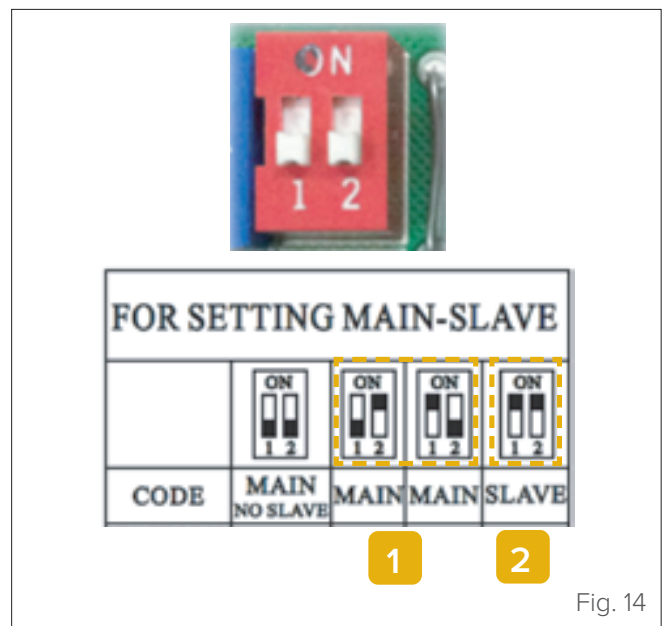 ON
1 2
FOR SETTING MAIN-SLAVE
ON ON ON ON
1 2 1 2 1 2 1 2
CODE MAIN NO SLAVE MAIN MAIN SLAVE
1 2
Fig. 14